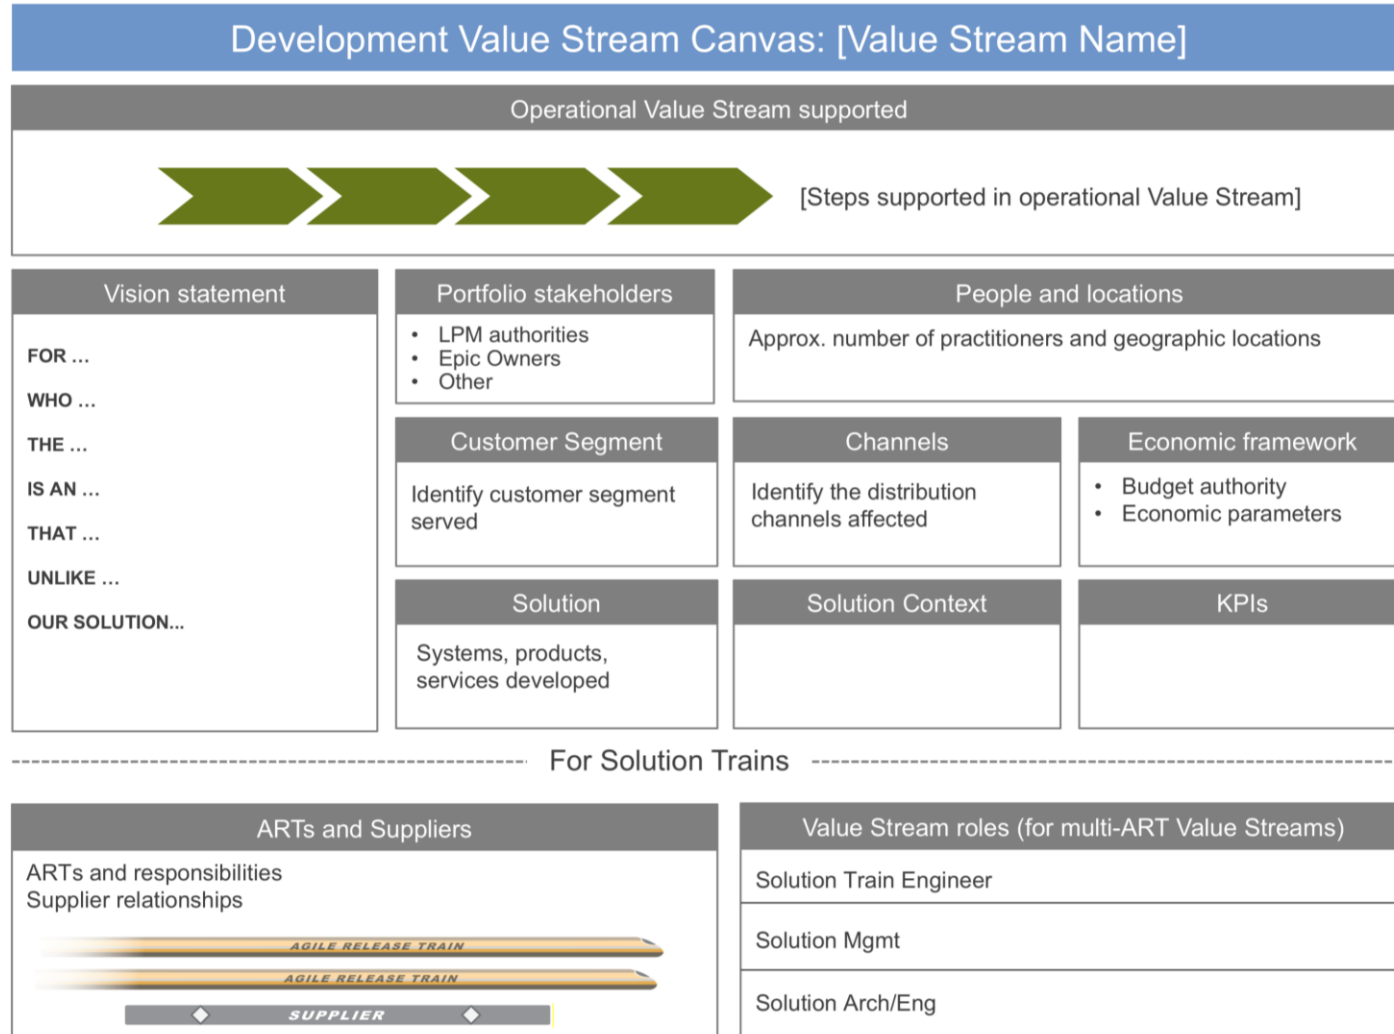 Development Value Stream Canvas: [Value Stream Name]
Operational Value Stream supported
[Steps supported in operational Value Stream]
Vision statement
FOR ...
WHO ...
THE ...
IS AN ...
THAT ...
UNLIKE ...
OUR SOLUTION...
Portfolio stakeholders
• LPM authorities
• Epic Owners
• Other
People and locations
Approx. number of practitioners and geographic locations
Customer Segment
Identify customer segment
served
Channels
Identify the distribution
channels affected
Economic framework
• Budget authority
• Economic parameters
Solution
Systems, products,
services developed
Solution Context
KPIs
For Solution Trains
ARTs and Suppliers
ARTs and responsibilities
Supplier relationships
AGILE RELEASE TRAIN
AGILE RELEASE TRAIN
SUPPLIER
Value Stream roles (for multi-ART Value Streams)
Solution Train Engineer
Solution Mgmt
Solution Arch/Eng